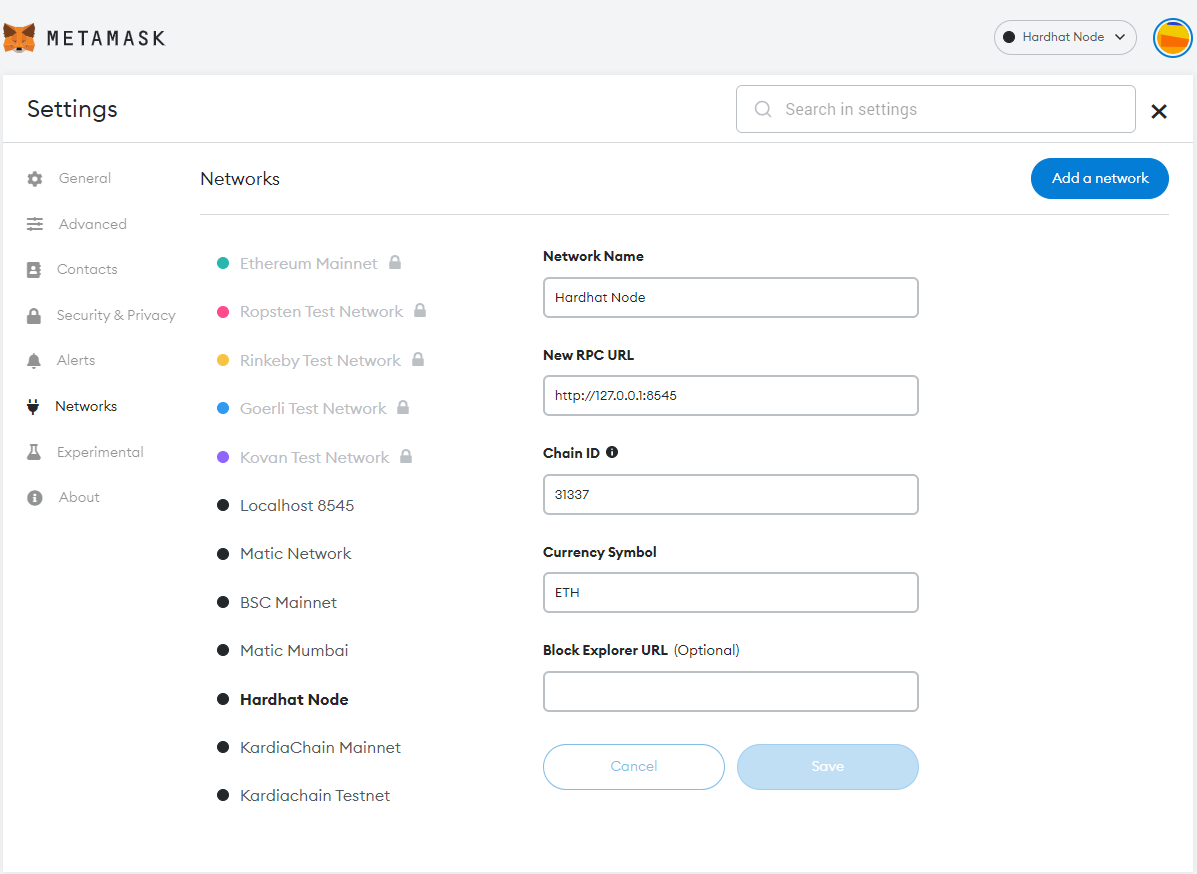 METAMASK
Hardhat Node
Settings
Search in settings
General
Advanced
Contacts
Security & Privacy
Alerts
Networks
Experimental
About
Networks
Add a network
Ethereum Mainnet
Ropsten Test Network
Rinkeby Test Network
Goerli Test Network
Kovan Test Network
Localhost 8545
Matic Network
BSC Mainnet
Matic Mumbai
Hardhat Node
KardiaChain Mainnet
Kardiachain Testnet
Network Name
Hardhat Node
New RPC URL
http://127.0.0.1:8545
Chain ID
31337
Currency Symbol
ETH
Block Explorer URL (Optional)
Cancel
Save